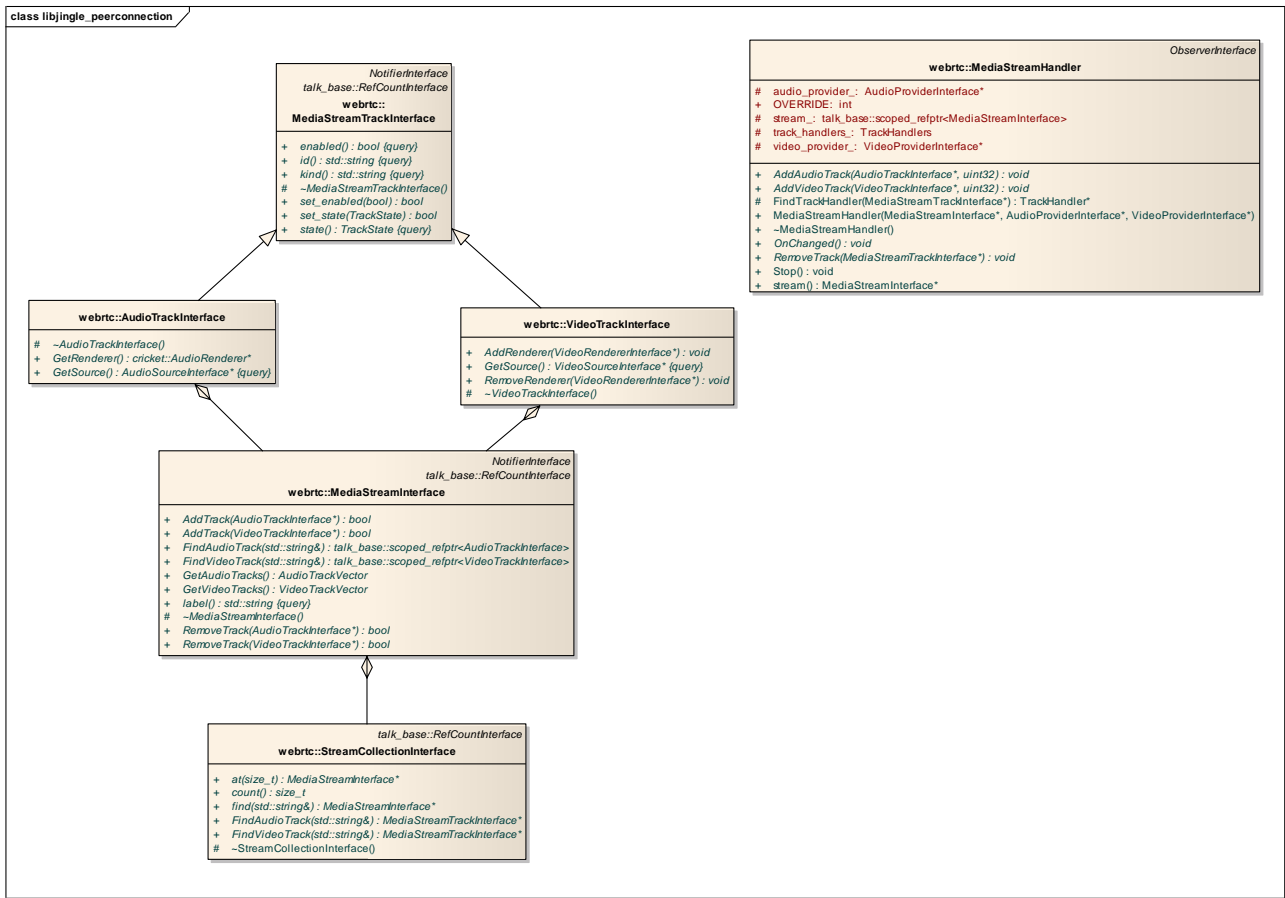 class libjingle_peerconnection
NotifierInterface
talk_base::RefCountInterface
webrtc::
MediaStreamTrackInterface
+ enabled() : bool {query}
+ id() : std::string {query}
+ kind() : std::string {query}
# ~MediaStreamTrackInterface()
+ set_enabled(bool) : bool
+ set_state(TrackState) : bool
+ state() : TrackState {query}
ObserverInterface
webrtc::MediaStreamHandler
# audio_provider_: AudioProviderInterface*
+ OVERRIDE: int
# stream_: talk_base::scoped_refptr<MediaStreamInterface>
# track_handlers_: TrackHandlers
# video_provider_: VideoProviderInterface*
+ AddAudioTrack(AudioTrackInterface*, uint32) : void
+ AddVideoTrack(VideoTrackInterface*, uint32) : void
# FindTrackHandler(MediaStreamTrackInterface*) : TrackHandler*
+ MediaStreamHandler(MediaStreamInterface*, AudioProviderInterface*, VideoProviderInterface*)
+ ~MediaStreamHandler()
+ OnChanged() : void
+ RemoveTrack(MediaStreamTrackInterface*) : void
+ Stop() : void
+ stream() : MediaStreamInterface*
webrtc::AudioTrackInterface
# ~AudioTrackInterface()
+ GetRenderer() : cricket::AudioRenderer*
+ GetSource() : AudioSourceInterface* {query}
webrtc::VideoTrackInterface
+ AddRenderer(VideoRendererInterface*) : void
+ GetSource() : VideoSourceInterface* {query}
+ RemoveRenderer(VideoRendererInterface*) : void
# ~VideoTrackInterface()
NotifierInterface
talk_base::RefCountInterface
webrtc::MediaStreamInterface
+ AddTrack(AudioTrackInterface*) : bool
+ AddTrack(VideoTrackInterface*) : bool
+ FindAudioTrack(std::string&) : talk_base::scoped_refptr<AudioTrackInterface>
+ FindVideoTrack(std::string&) : talk_base::scoped_refptr<VideoTrackInterface>
+ GetAudioTracks() : AudioTrackVector
+ GetVideoTracks() : VideoTrackVector
+ label() : std::string {query}
# ~MediaStreamInterface()
+ RemoveTrack(AudioTrackInterface*) : bool
+ RemoveTrack(VideoTrackInterface*) : bool
talk_base::RefCountInterface
webrtc::StreamCollectionInterface
+ at(size_t) : MediaStreamInterface*
+ count() : size_t
+ find(std::string&) : MediaStreamInterface*
+ FindAudioTrack(std::string&) : MediaStreamTrackInterface*
+ FindVideoTrack(std::string&) : MediaStreamTrackInterface*
# ~StreamCollectionInterface()